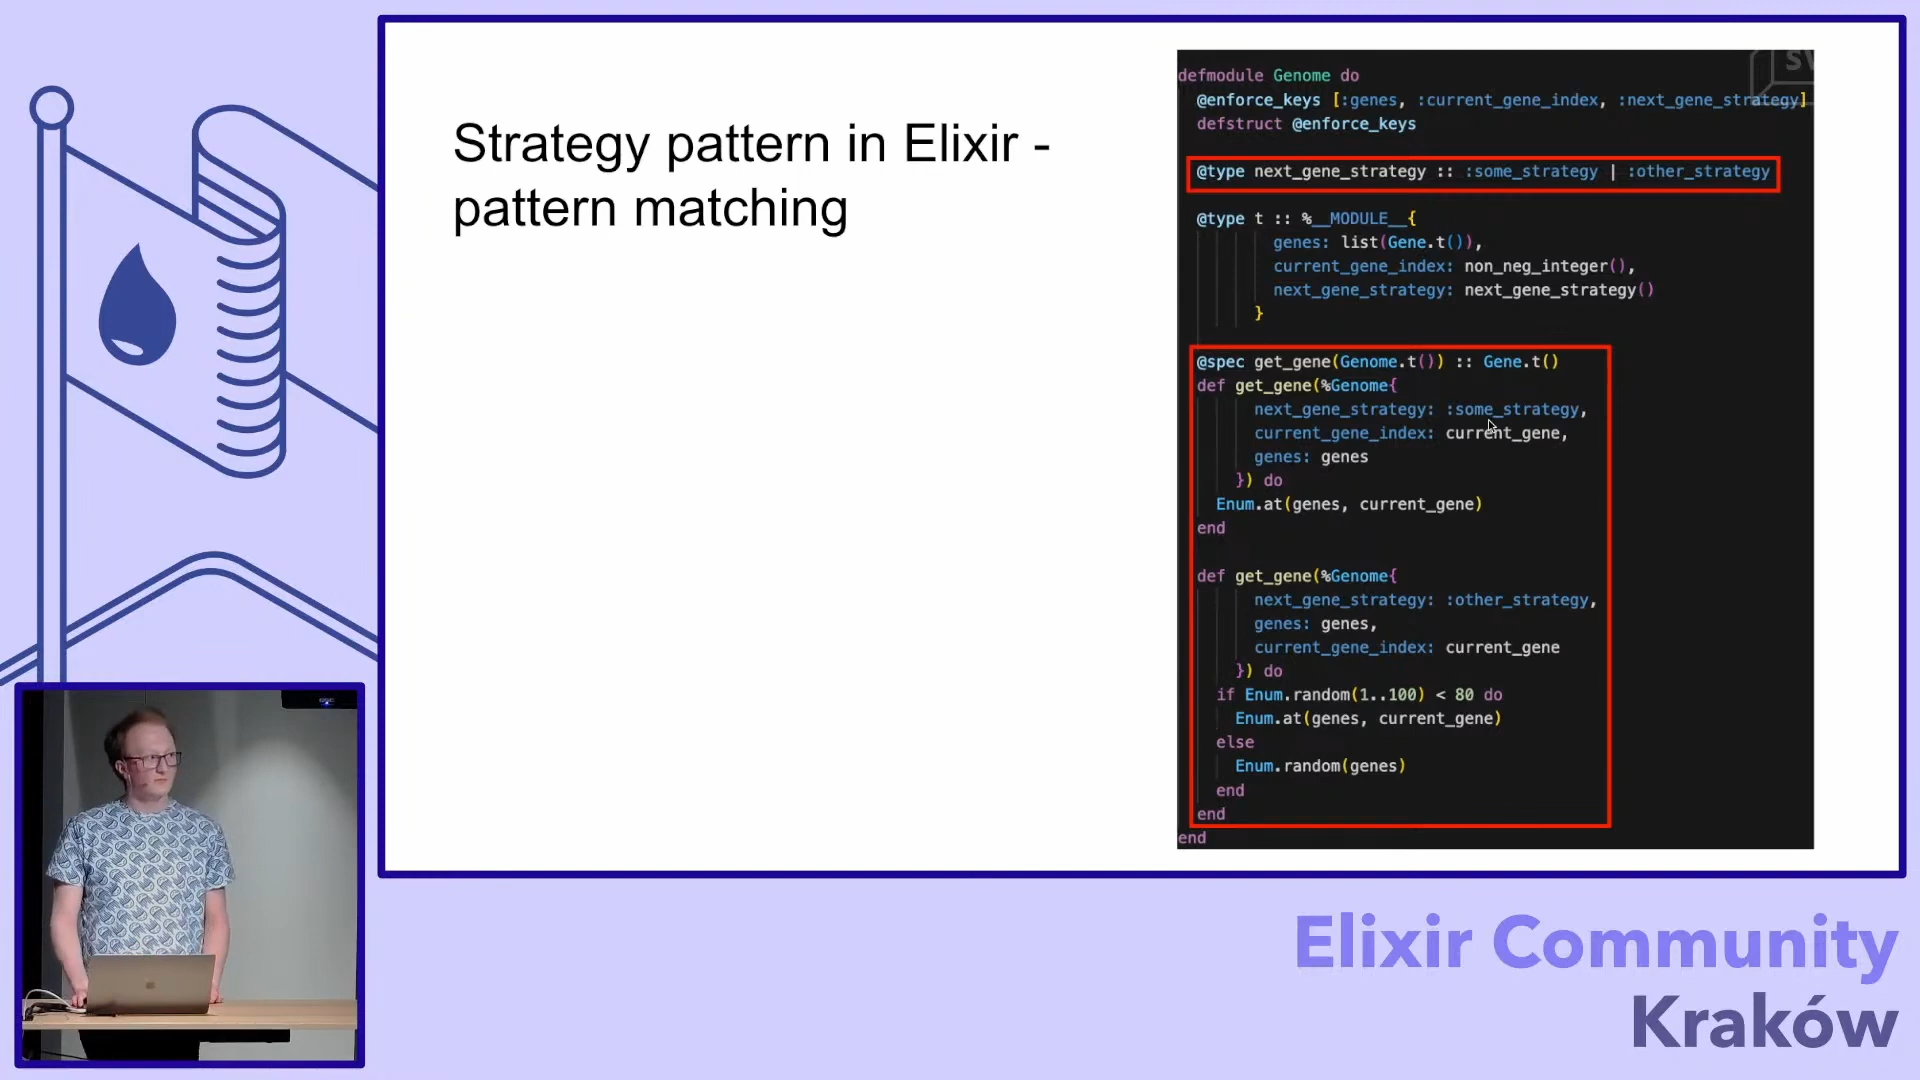 Strategy pattern in Elixir -
pattern matching
defmodule Genome do
@enforce_keys [:genes, :current_gene_index, :next_gene_strategy]
defstruct @enforce_keys
@type next_gene_strategy :: :some_strategy | :other_strategy
@type t :: %__MODULE__{
genes: list(Gene.t()),
current_gene_index: non_neg_integer(),
next_gene_strategy: next_gene_strategy()
}
@spec get_gene(Genome.t()) :: Gene.t()
def get_gene(%Genome{
next_gene_strategy: :some_strategy,
current_gene_index: current_gene,
genes: genes
}) do
Enum.at(genes, current_gene)
end
def get_gene(%Genome{
next_gene_strategy: :other_strategy,
genes: genes,
current_gene_index: current_gene
}) do
if Enum.random(1..100) < 80 do
Enum.at(genes, current_gene)
else
Enum.random(genes)
end
end
end
Elixir Community
Kraków